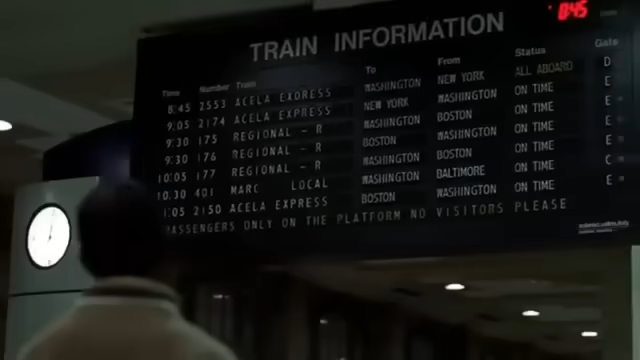 8:45
TRAIN INFORMATION
Time Number Train To From Status Gate
8:45 2553 ACELA EXORESS WASHINGTON NEW YORK ALL ABOARD D
9:05 2174 ACELA EXPRESS NEW YORK WASHINGTON ON TIME E
9:30 175 REGIONAL - R WASHINGTON BOSTON ON TIME E
9:30 176 REGIONAL - R BOSTON WASHINGTON ON TIME E
10:05 177 REGIONAL - R WASHINGTON BOSTON ON TIME E
10:30 401 MARC LOCAL WASHINGTON BALTIMORE ON TIME C
:05 2150 ACELA EXPRESS BOSTON WASHINGTON ON TIME E
PASSENGERS ONLY ON THE PLATFORM NO VISITORS PLEASE